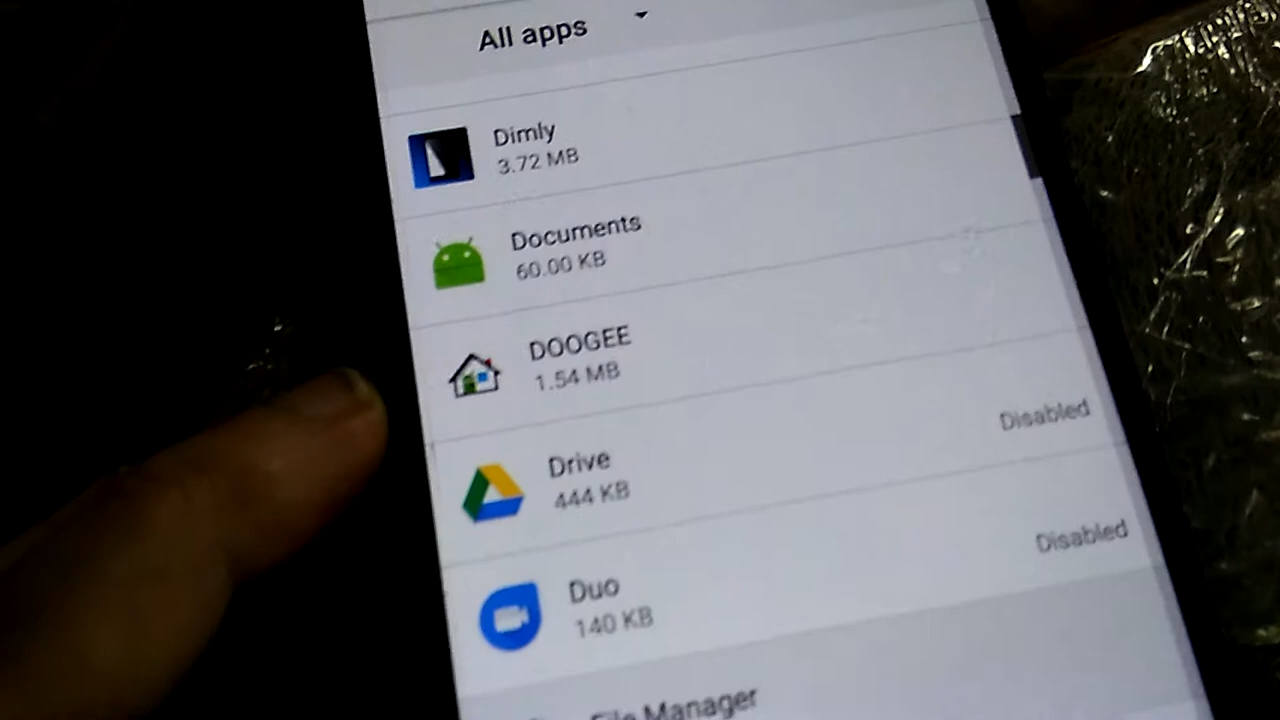 All apps
Dimly
3.72 MB
Documents
60.00 KB
DOOGEE
1.54 MB
Disabled
Drive
444 KB
Disabled
Duo
140 KB
File Manager